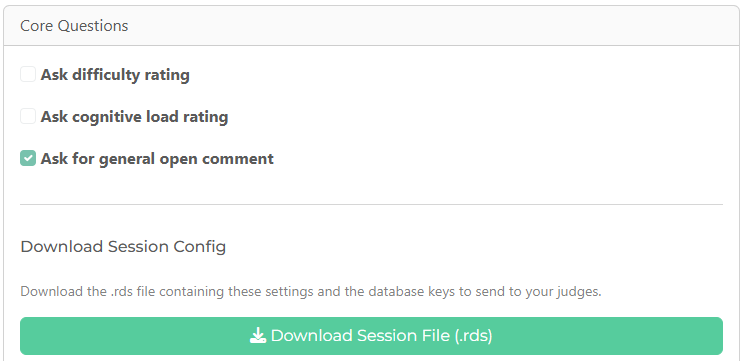 Core Questions
Ask difficulty rating
Ask cognitive load rating
Ask for general open comment
Download Session Config
Download the .rds file containing these settings and the database keys to send to your judges.
Download Session File (.rds)